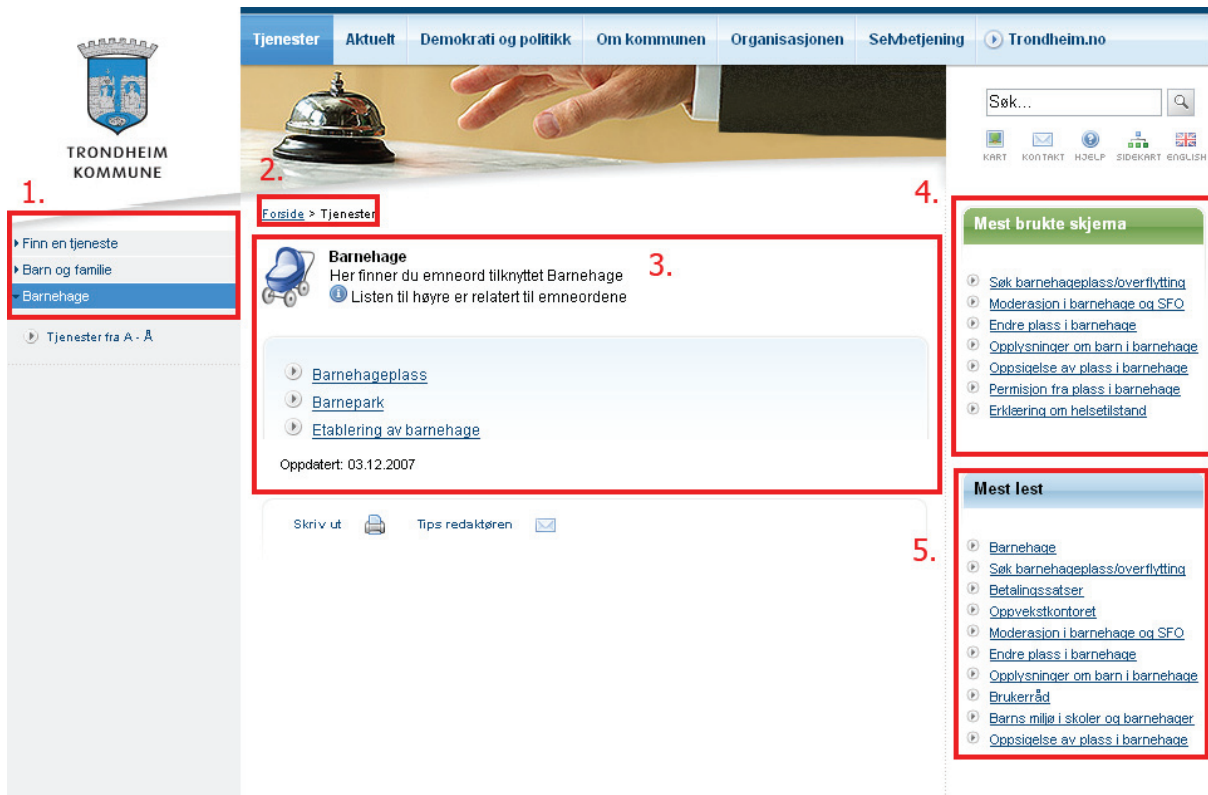 Tjenester Aktuelt Demokrati og politikk Om kommunen Organisasjonen Selvbetjening Trondheim.no
TRONDHEIM
KOMMUNE
1.
Finn en tjeneste
Barn og familie
Barnehage
Tjenester fra A - Å
2.
Forside > Tjenester
3.
Barnehage
Her finner du emneord tilknyttet Barnehage
Listen til høyre er relatert til emneordene
Barnehageplass
Barnepark
Etablering av barnehage
Oppdatert: 03.12.2007
Skriv ut Tips redaktøren
Søk...
KART KONTAKT HJELP SIDEKART ENGLISH
4.
Mest brukte skjema
Søk barnehageplass/overflytting
Moderasjon i barnehage og SFO
Endre plass i barnehage
Opplysninger om barn i barnehage
Oppsigelse av plass i barnehage
Permisjon fra plass i barnehage
Erklæring om helsetilstand
5.
Mest lest
Barnehage
Søk barnehageplass/overflytting
Betalingssatser
Oppvekstkontoret
Moderasjon i barnehage og SFO
Endre plass i barnehage
Opplysninger om barn i barnehage
Brukerråd
Barns miljø i skoler og barnehager
Oppsigelse av plass i barnehage